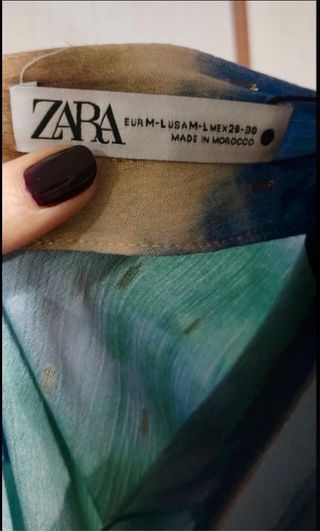 ZARA
EUR M-L USA M-L MEX 28-30
MADE IN MOROCCO